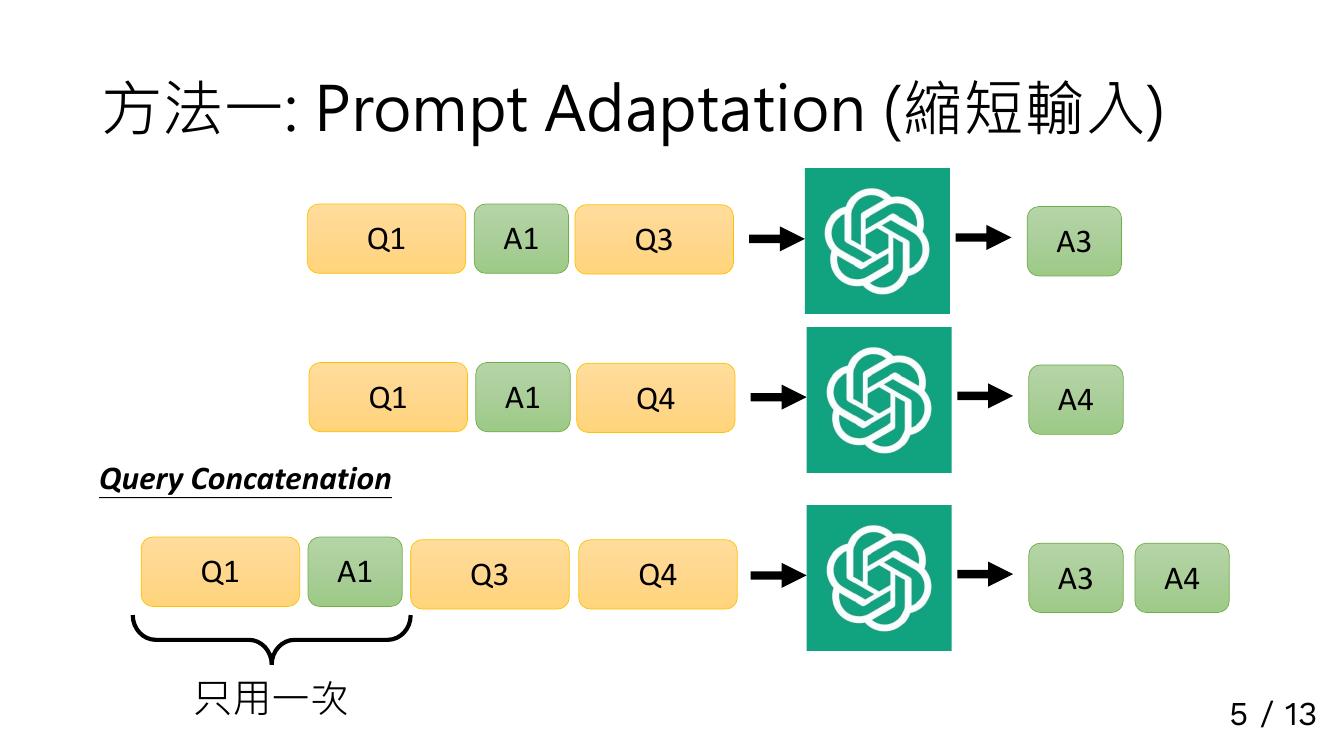 方法一: Prompt Adaptation (縮短輸入)
Q1 A1 Q3 A3
Q1 A1 Q4 A4
Query Concatenation
Q1 A1 Q3 Q4 A3 A4
只用一次
5 / 13